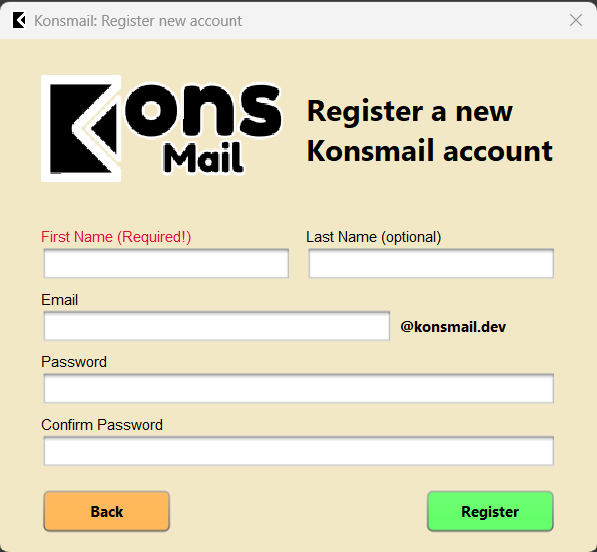 Konsmail: Register new account
Kons
Mail
Register a new
Konsmail account
First Name (Required!)
Last Name (optional)
Email
@konsmail.dev
Password
Confirm Password
Back
Register